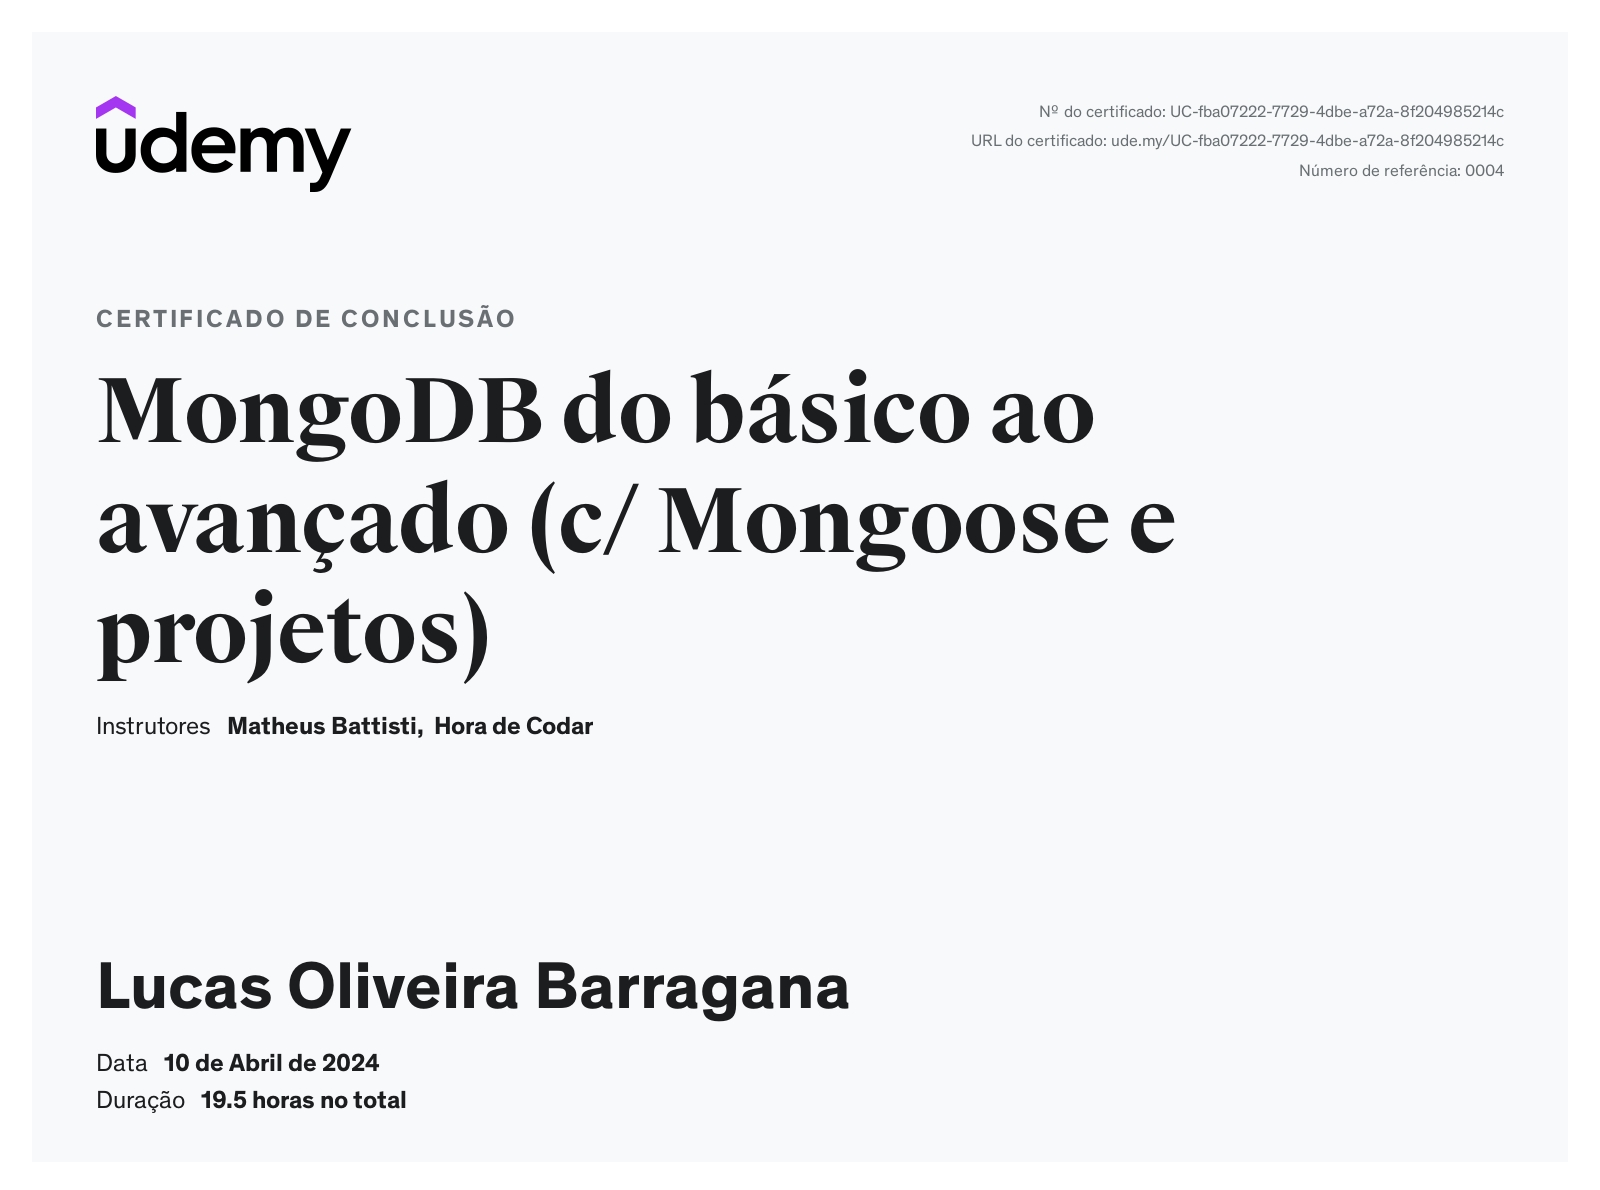 udemy
Nº do certificado: UC-fba07222-7729-4dbe-a72a-8f204985214c
URL do certificado: ude.my/UC-fba07222-7729-4dbe-a72a-8f204985214c
Número de referência: 0004
CERTIFICADO DE CONCLUSÃO
MongoDB do básico ao
avançado (c/ Mongoose e
projetos)
Instrutores Matheus Battisti, Hora de Codar
Lucas Oliveira Barragana
Data 10 de Abril de 2024
Duração 19.5 horas no total